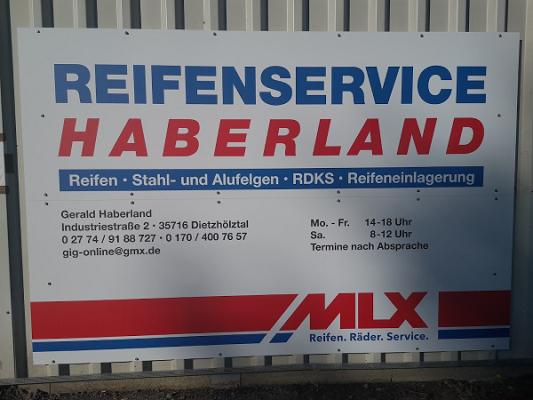 REIFENSERVICE
HABERLAND
Reifen · Stahl- und Alufelgen · RDKS · Reifeneinlagerung
Gerald Haberland
Industriestraße 2 · 35716 Dietzhölztal
0 27 74 / 91 88 727 · 0 170 / 400 76 57
gig-online@gmx.de
Mo. - Fr. 14-18 Uhr
Sa. 8-12 Uhr
Termine nach Absprache
MLX
Reifen. Räder. Service.